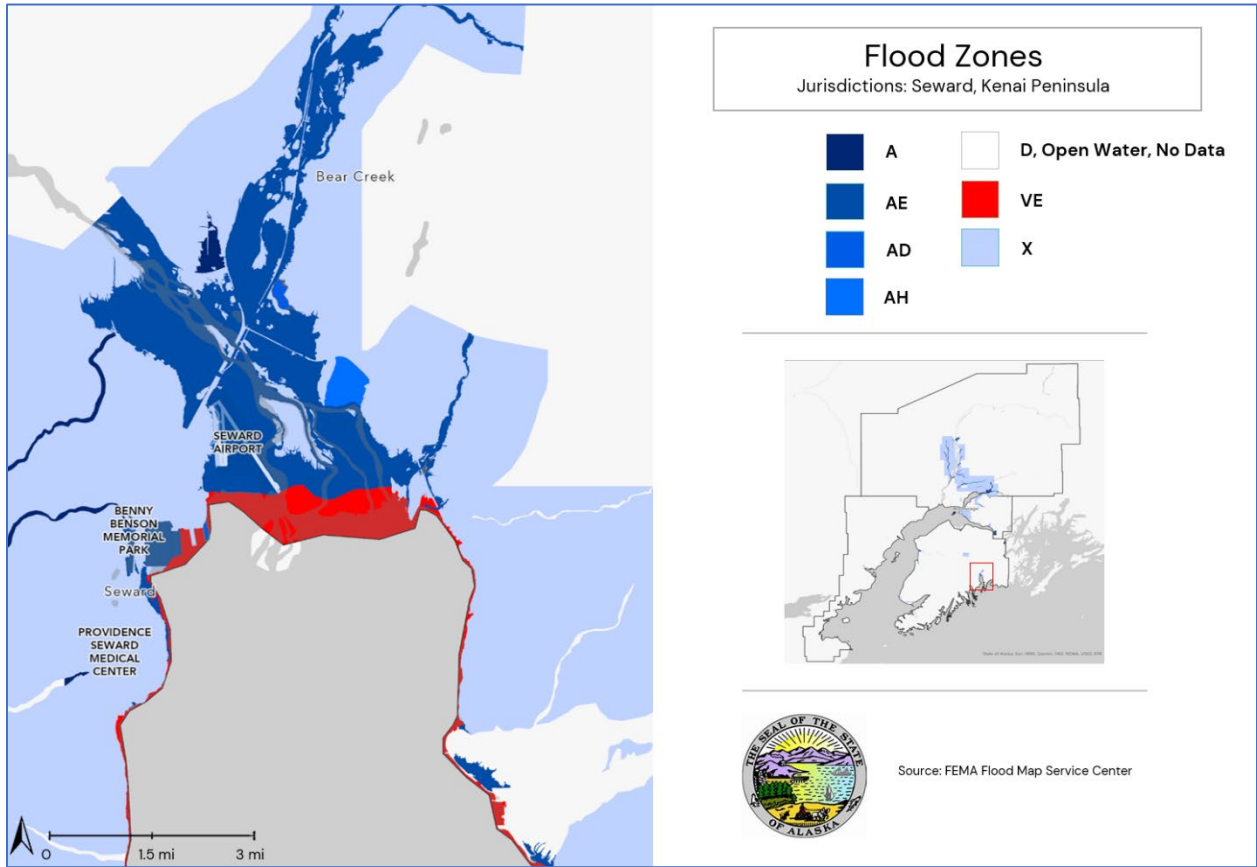 Flood Zones
Jurisdictions: Seward, Kenai Peninsula
A
AE
AD
AH
D, Open Water, No Data
VE
X
Bear Creek
SEWARD
AIRPORT
BENNY
BENSON
MEMORIAL
PARK
Seward
PROVIDENCE
SEWARD
MEDICAL
CENTER
0 1.5 mi 3 mi
THE SEAL OF THE STATE
OF ALASKA
Source: FEMA Flood Map Service Center